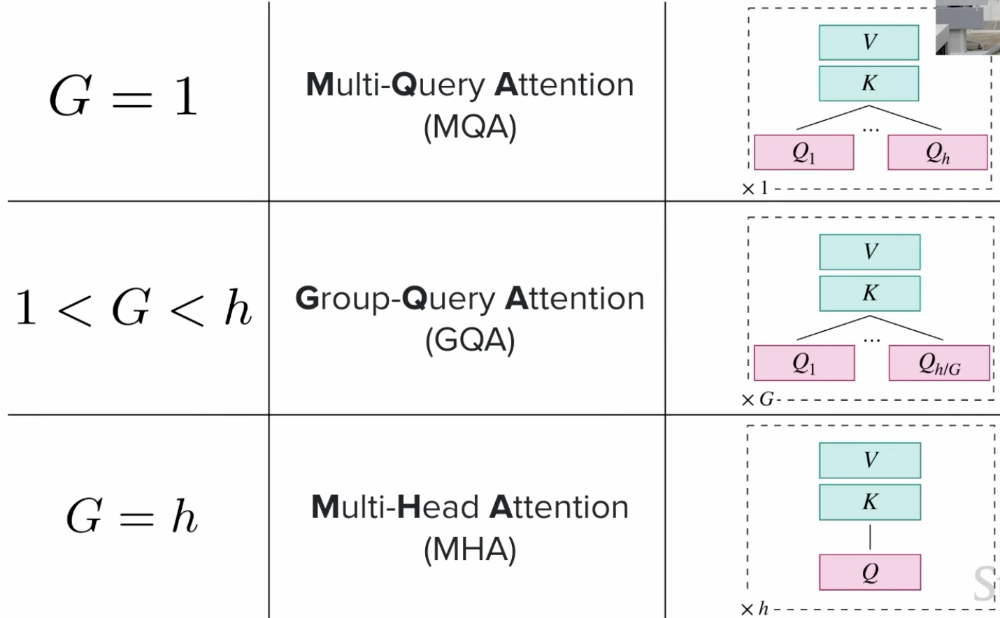 G = 1
Multi-Query Attention
(MQA)
V
K
...
Q₁
Qₕ
× 1
1 < G < h
Group-Query Attention
(GQA)
V
K
...
Q₁
Qₕ/G
× G
G = h
Multi-Head Attention
(MHA)
V
K
Q
× h